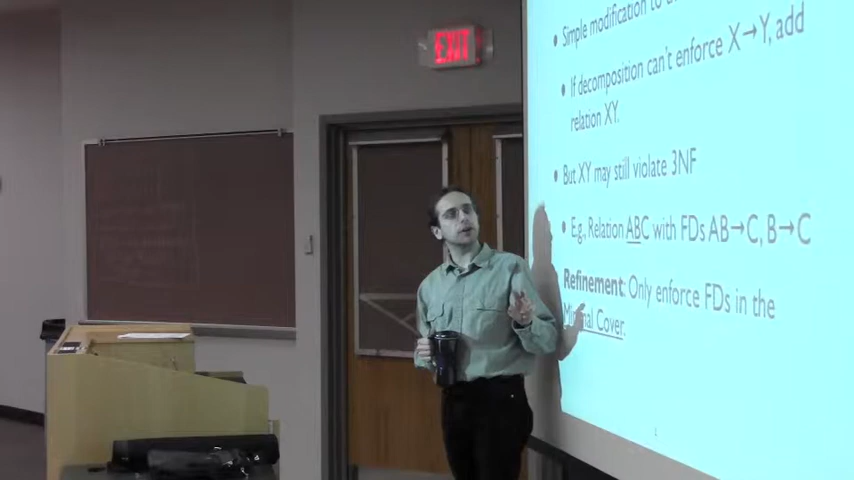 EXIT
• Simple modification to
• If decomposition can't enforce X→Y, add
relation XY.
• But XY may still violate 3NF
• E.g., Relation ABC with FDs AB→C, B→C
Refinement: Only enforce FDs in the
Minimal Cover.